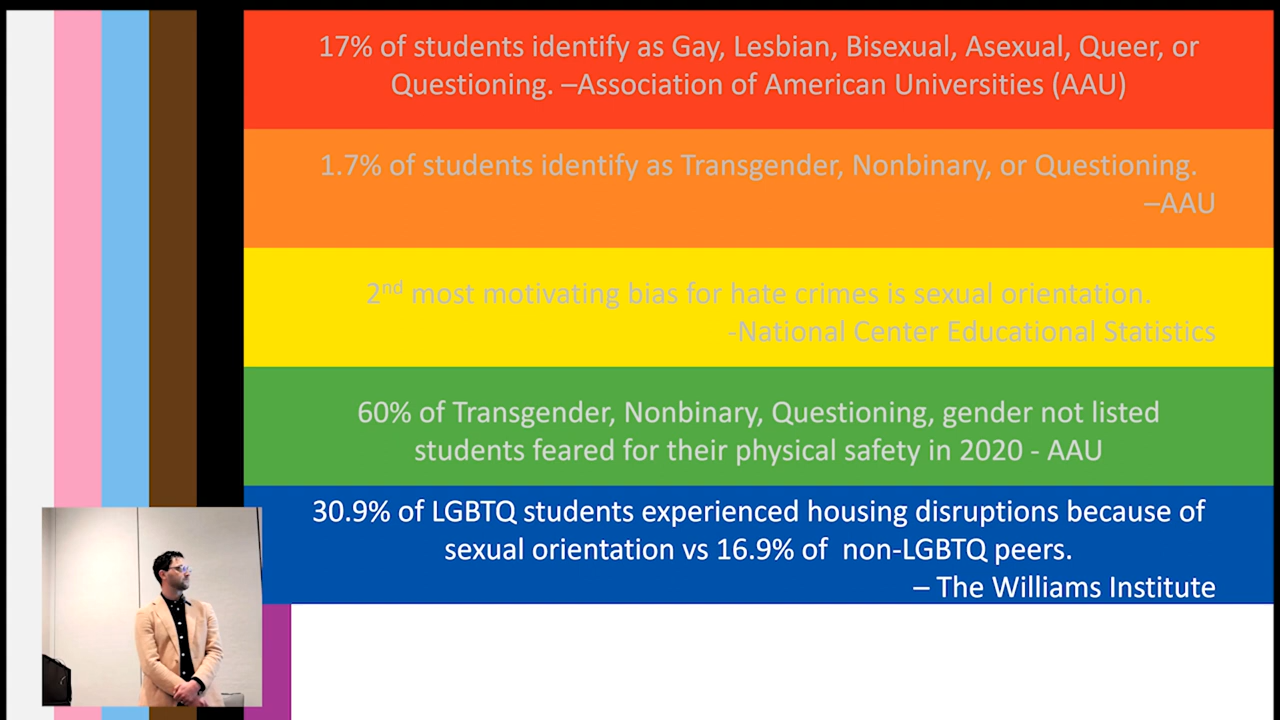 17% of students identify as Gay, Lesbian, Bisexual, Asexual, Queer, or
Questioning. –Association of American Universities (AAU)
1.7% of students identify as Transgender, Nonbinary, or Questioning.
–AAU
2nd most motivating bias for hate crimes is sexual orientation.
-National Center Educational Statistics
60% of Transgender, Nonbinary, Questioning, gender not listed
students feared for their physical safety in 2020 - AAU
30.9% of LGBTQ students experienced housing disruptions because of
sexual orientation vs 16.9% of  non-LGBTQ peers.
– The Williams Institute